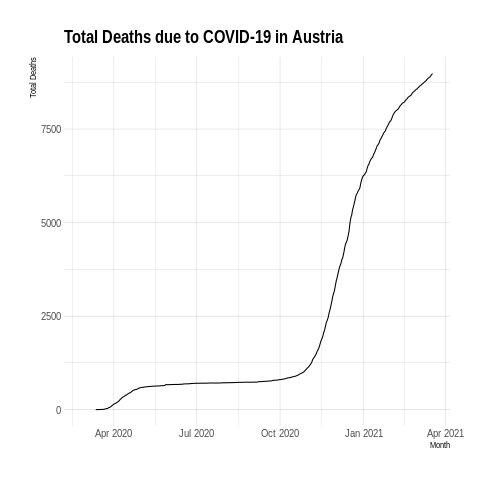 Total Deaths due to COVID-19 in Austria
Total Deaths
7500
5000
2500
0
Apr 2020 Jul 2020 Oct 2020 Jan 2021 Apr 2021
Month